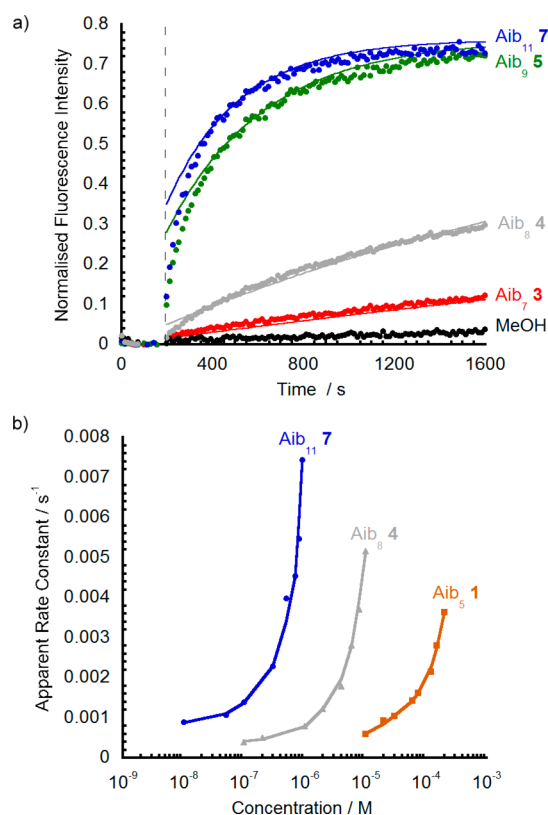 a)
0.8
0.7
0.6
0.5
0.4
0.3
0.2
0.1
0
Normalised Fluorescence Intensity
Aib₁₁ 7
Aib₉ 5
Aib₈ 4
Aib₇ 3
MeOH
0 400 800 1200 1600
Time / s
b)
0.008
0.007
0.006
0.005
0.004
0.003
0.002
0.001
0
Apparent Rate Constant / s⁻¹
Aib₁₁ 7
Aib₈ 4
Aib₅ 1
10⁻⁹ 10⁻⁸ 10⁻⁷ 10⁻⁶ 10⁻⁵ 10⁻⁴ 10⁻³
Concentration / M